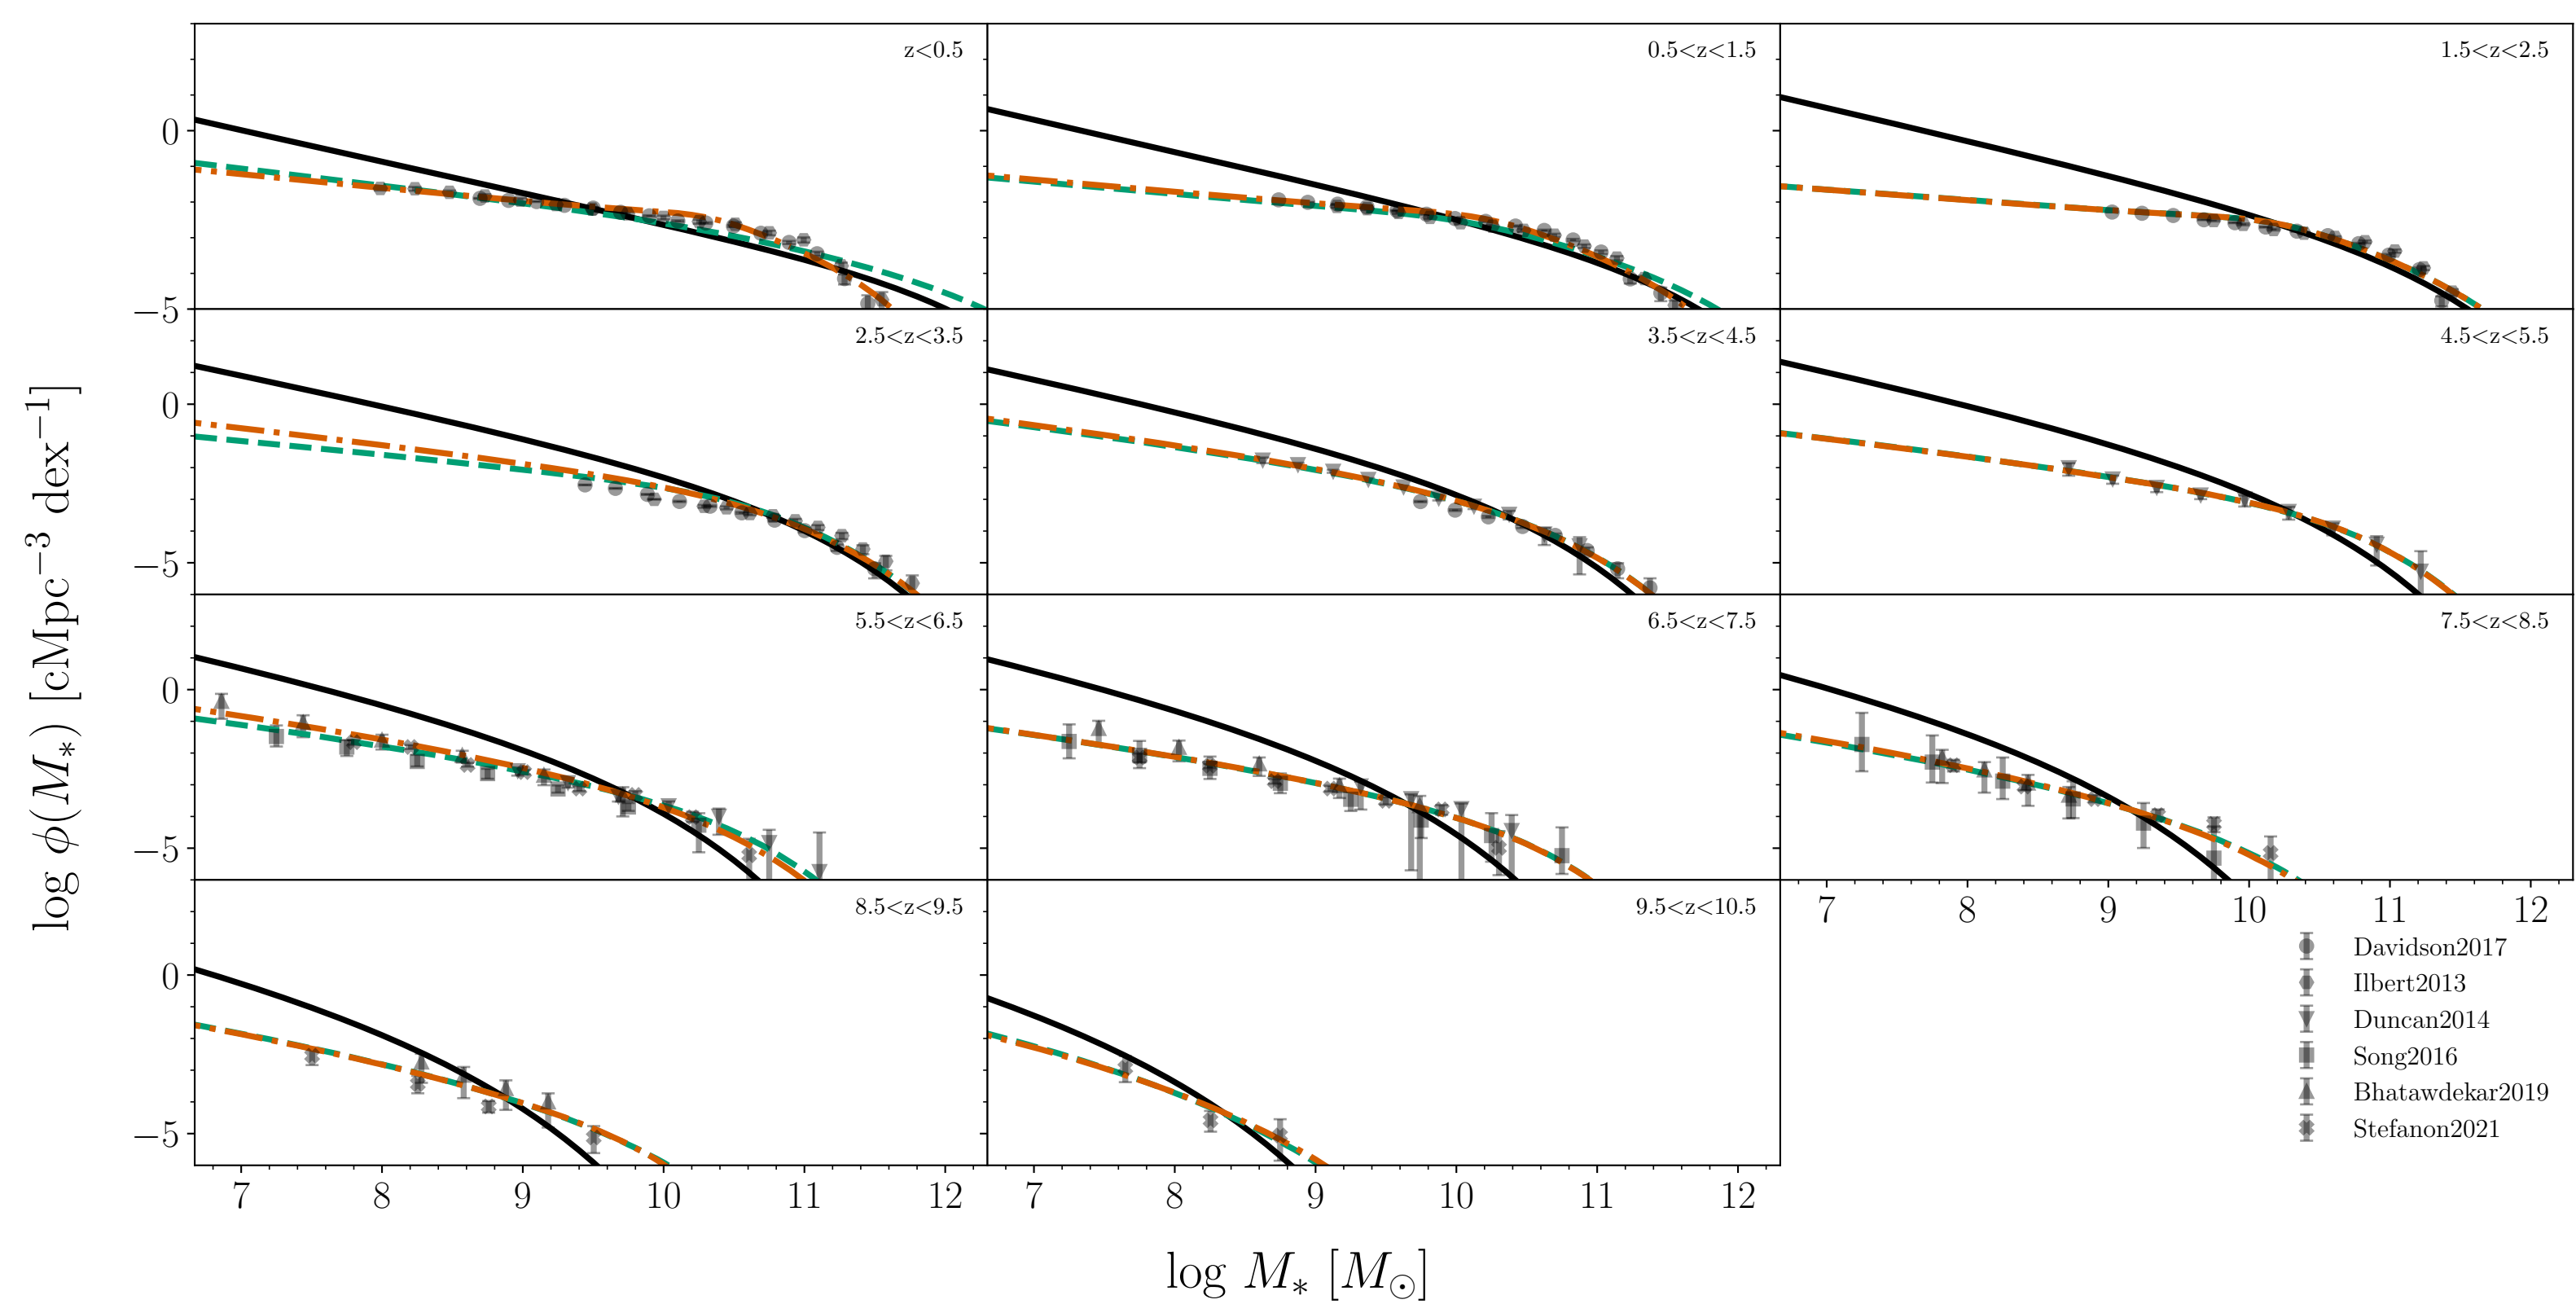 z<0.5
0.5<z<1.5
1.5<z<2.5
0
−5
2.5<z<3.5
3.5<z<4.5
4.5<z<5.5
0
−5
5.5<z<6.5
6.5<z<7.5
7.5<z<8.5
0
−5
7 8 9 10 11 12
8.5<z<9.5
9.5<z<10.5
0
−5
7 8 9 10 11 12
7 8 9 10 11 12
Davidson2017
Ilbert2013
Duncan2014
Song2016
Bhatawdekar2019
Stefanon2021
log ϕ(M∗) [cMpc⁻³ dex⁻¹]
log M∗ [M⊙]